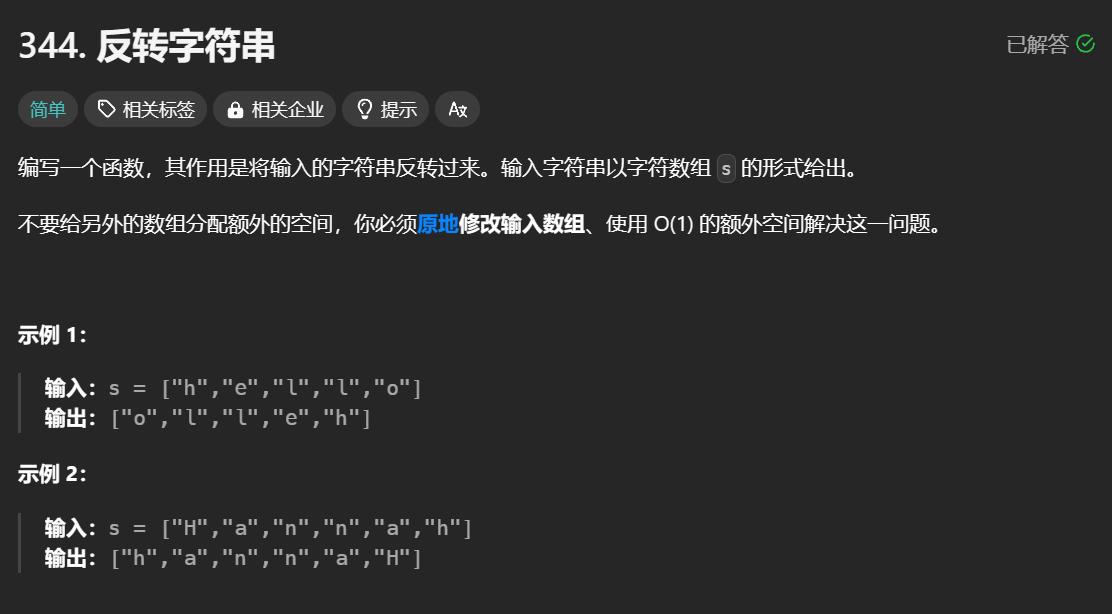 344. 反转字符串
已解答
简单 相关标签 相关企业 提示 Ax
编写一个函数，其作用是将输入的字符串反转过来。输入字符串以字符数组 s 的形式给出。
不要给另外的数组分配额外的空间，你必须原地修改输入数组、使用 O(1) 的额外空间解决这一问题。
示例 1：
输入：s = ["h","e","l","l","o"]
输出：["o","l","l","e","h"]
示例 2：
输入：s = ["H","a","n","n","a","h"]
输出：["h","a","n","n","a","H"]